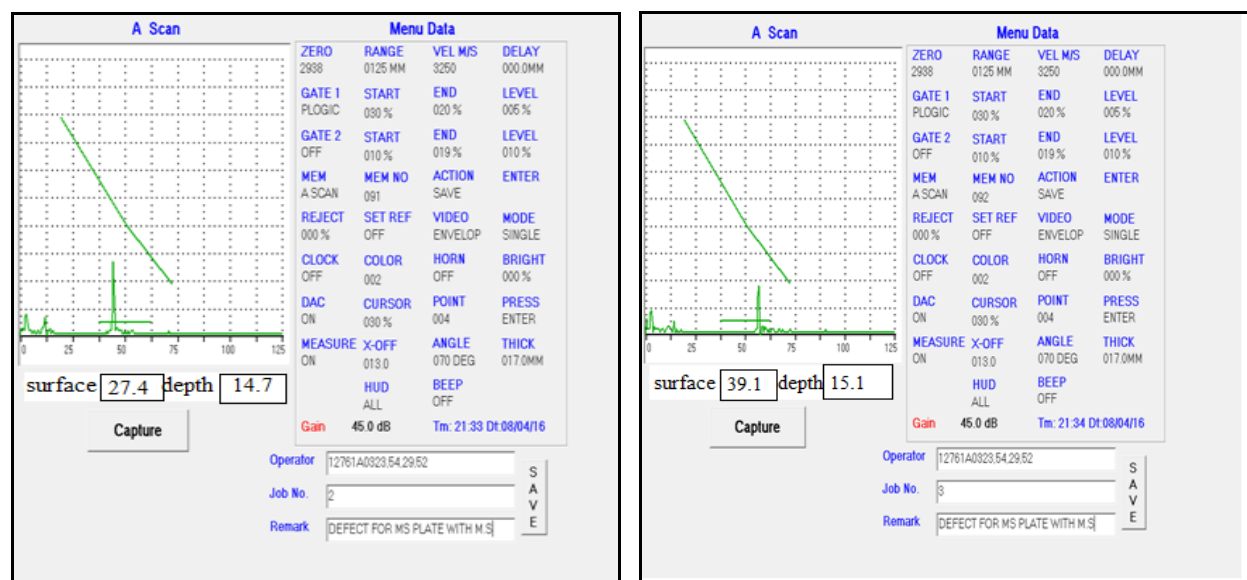 A Scan
Menu Data
ZERO RANGE VEL M/S DELAY
2938 0125 MM 3250 000.0MM
GATE 1 START END LEVEL
PLOGIC 030 % 020 % 005 %
GATE 2 START END LEVEL
OFF 010 % 019 % 010 %
MEM MEM NO ACTION ENTER
A SCAN 091 SAVE
REJECT SET REF VIDEO MODE
000 % OFF ENVELOP SINGLE
CLOCK COLOR HORN BRIGHT
OFF 002 OFF 000 %
DAC CURSOR POINT PRESS
ON 030 % 004 ENTER
MEASURE X-OFF ANGLE THICK
ON 013.0 070 DEG 017.0MM
HUD BEEP
ALL OFF
Gain 45.0 dB Tm: 21:33 Dt:08/04/16
0 25 50 75 100 125
surface 27.4 depth 14.7
Capture
Operator 12761A0323,54,29,52
Job No. 2
Remark DEFECT FOR MS PLATE WITH M.S
SAVE
A Scan
Menu Data
ZERO RANGE VEL M/S DELAY
2938 0125 MM 3250 000.0MM
GATE 1 START END LEVEL
PLOGIC 030 % 020 % 005 %
GATE 2 START END LEVEL
OFF 010 % 019 % 010 %
MEM MEM NO ACTION ENTER
A SCAN 092 SAVE
REJECT SET REF VIDEO MODE
000 % OFF ENVELOP SINGLE
CLOCK COLOR HORN BRIGHT
OFF 002 OFF 000 %
DAC CURSOR POINT PRESS
ON 030 % 004 ENTER
MEASURE X-OFF ANGLE THICK
ON 013.0 070 DEG 017.0MM
HUD BEEP
ALL OFF
Gain 45.0 dB Tm: 21:34 Dt:08/04/16
0 25 50 75 100 125
surface 39.1 depth 15.1
Capture
Operator 12761A0323,54,29,52
Job No. 3
Remark DEFECT FOR MS PLATE WITH M.S
SAVE